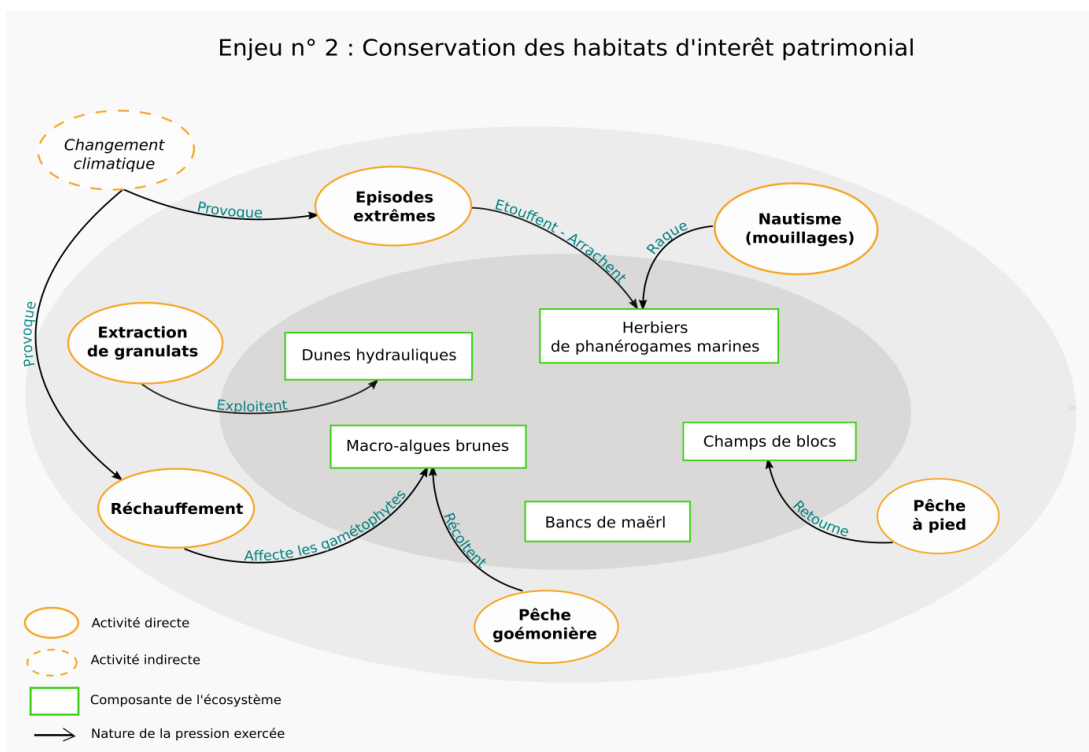 Enjeu n° 2 : Conservation des habitats d'interêt patrimonial
Changement
climatique
Provoque
Episodes
extrêmes
Etouffent - Arrachent
Nautisme
(mouillages)
Rague
Provoque
Extraction
de granulats
Exploitent
Dunes hydrauliques
Herbiers
de phanérogames marines
Macro-algues brunes
Champs de blocs
Réchauffement
Affecte les gamétophytes
Récoltent
Bancs de maërl
Retourne
Pêche
à pied
Pêche
goémonière
Activité directe
Activité indirecte
Composante de l'écosystème
Nature de la pression exercée